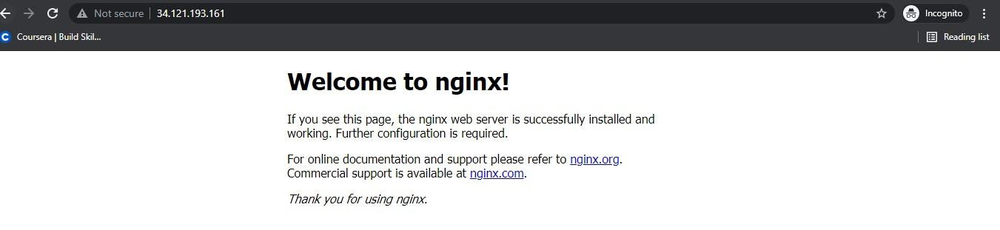 Not secure 34.121.193.161 Incognito
Coursera | Build Skil... Reading list
Welcome to nginx!
If you see this page, the nginx web server is successfully installed and
working. Further configuration is required.
For online documentation and support please refer to nginx.org.
Commercial support is available at nginx.com.
Thank you for using nginx.